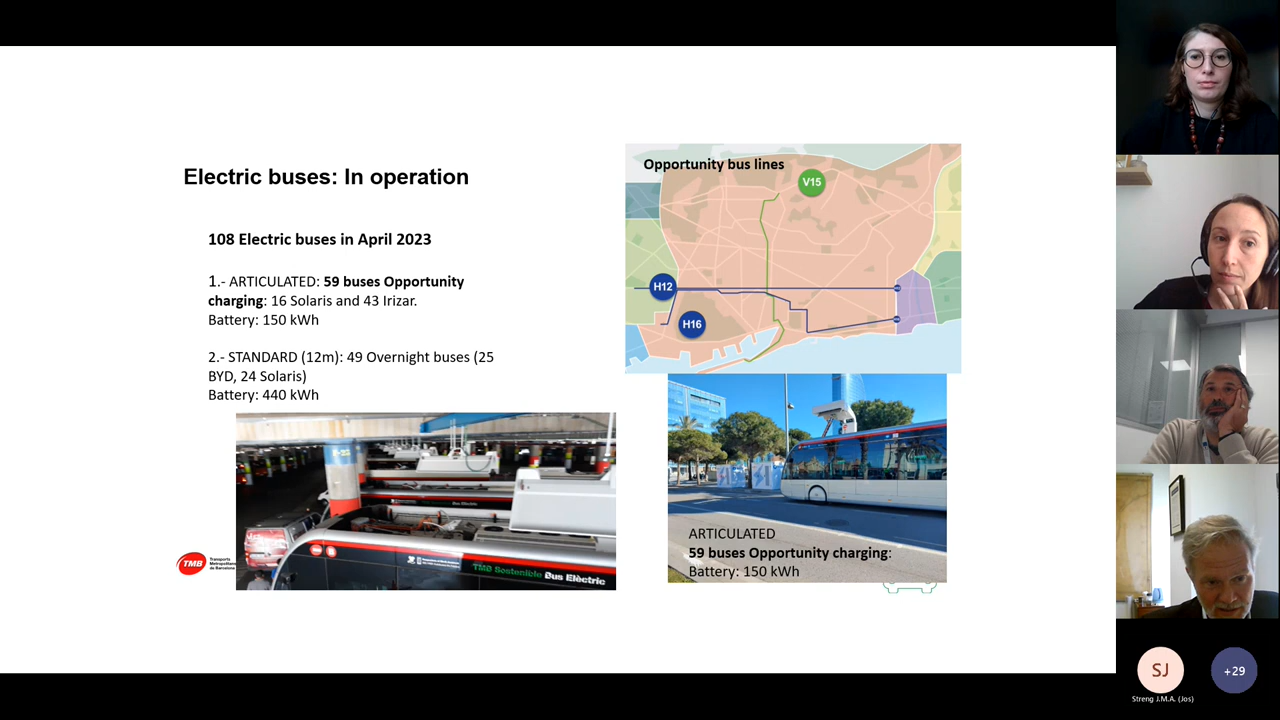 Electric buses: In operation
108 Electric buses in April 2023
1.- ARTICULATED: 59 buses Opportunity
charging: 16 Solaris and 43 Irizar.
Battery: 150 kWh
2.- STANDARD (12m): 49 Overnight buses (25
BYD, 24 Solaris)
Battery: 440 kWh
Opportunity bus lines
V15
H12
H16
TMB Sostenible Bus Elèctric
Bus Elèctric
TMB
Transports
Metropolitans
de Barcelona
ARTICULATED
59 buses Opportunity charging:
Battery: 150 kWh
SJ
+29
Streng J.M.A. (Jos)